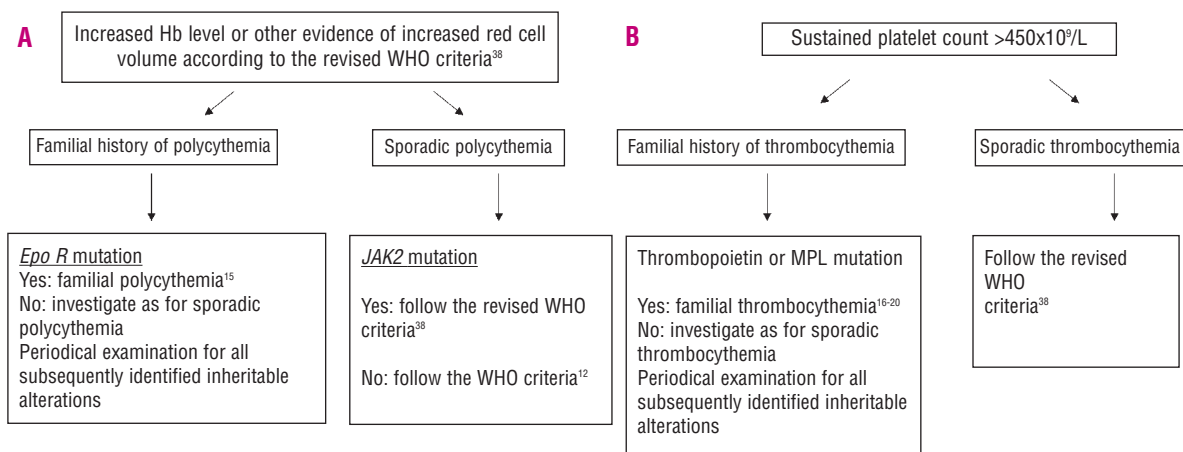 A
Increased Hb level or other evidence of increased red cell
volume according to the revised WHO criteria³⁸
Familial history of polycythemia
Sporadic polycythemia
Epo R mutation
Yes: familial polycythemia¹⁵
No: investigate as for sporadic
polycythemia
Periodical examination for all
subsequently identified inheritable
alterations
JAK2 mutation
Yes: follow the revised WHO
criteria³⁸
No: follow the WHO criteria¹²
B
Sustained platelet count >450x10⁹/L
Familial history of thrombocythemia
Sporadic thrombocythemia
Thrombopoietin or MPL mutation
Yes: familial thrombocythemia¹⁶⁻²⁰
No: investigate as for sporadic
thrombocythemia
Periodical examination for all
subsequently identified inheritable
alterations
Follow the revised
WHO
criteria³⁸